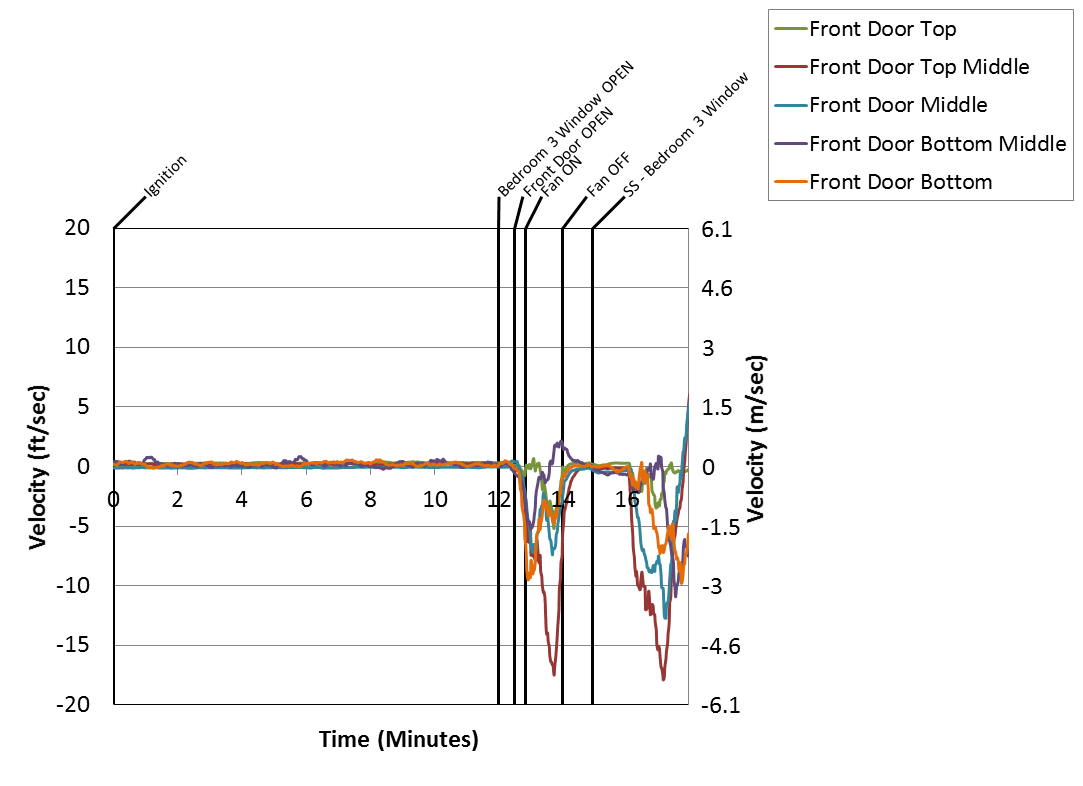 Front Door Top
Front Door Top Middle
Front Door Middle
Front Door Bottom Middle
Front Door Bottom
Ignition
Bedroom 3 Window OPEN
Front Door OPEN
Fan ON
Fan OFF
SS - Bedroom 3 Window
20
15
10
5
0
-5
-10
-15
-20
Velocity (ft/sec)
0 2 4 6 8 10 12 14 16
6.1
4.6
3
1.5
0
-1.5
-3
-4.6
-6.1
Velocity (m/sec)
Time (Minutes)